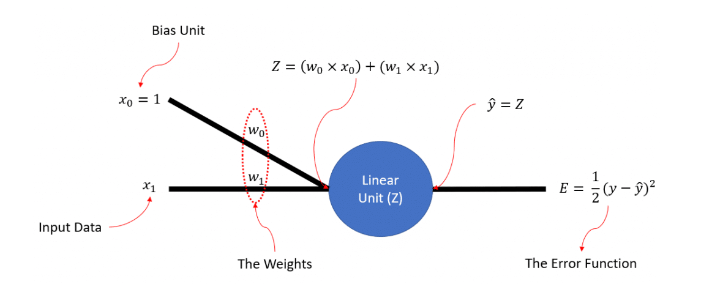 Bias Unit
Z = (w₀ × x₀) + (w₁ × x₁)
x₀ = 1
ŷ = Z
w₀
w₁
x₁
Linear
Unit (Z)
E = 1/2 (y − ŷ)²
Input Data
The Weights
The Error Function